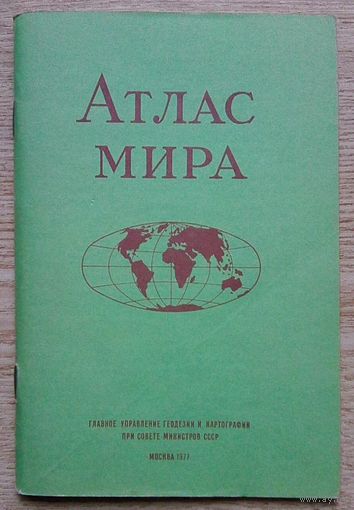 АТЛАС
МИРА
ГЛАВНОЕ УПРАВЛЕНИЕ ГЕОДЕЗИИ И КАРТОГРАФИИ
ПРИ СОВЕТЕ МИНИСТРОВ СССР
МОСКВА 1977